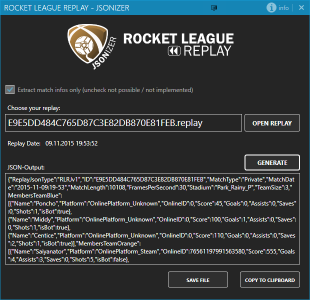 ROCKET LEAGUE REPLAY - JSONIZER
info
ROCKET LEAGUE
REPLAY
JSONIZER
Extract match infos only (uncheck not possible / not implemented)
Choose your replay:
E9E5DD484C765D87C3E82DB870E81FEB.replay
OPEN REPLAY
Replay Date: 09.11.2015 19:53:52
GENERATE
JSON-Output:
{"ReplayJsonType":"RLRJv1","ID":"E9E5DD484C765D87C3E82DB870E81FEB","MatchType":"Private","MatchDate
":"2015-11-09:19-53","MatchLength":10108,"FramesPerSecond":30,"Stadium":"Park_Rainy_P","TeamSize":3,"
MembersTeamBlue":
[{"Name":"Poncho","Platform":"OnlinePlatform_Unknown","OnlineID":0,"Score":45,"Goals":0,"Assists":0,"Saves
":0,"Shots":1,"isBot":true},
{"Name":"Middy","Platform":"OnlinePlatform_Unknown","OnlineID":0,"Score":100,"Goals":1,"Assists":0,"Saves":
0,"Shots":1,"isBot":true},
{"Name":"Centice","Platform":"OnlinePlatform_Unknown","OnlineID":0,"Score":110,"Goals":0,"Assists":0,"Saves
":2,"Shots":1,"isBot":true}],"MembersTeamOrange":
[{"Name":"Saiyanator","Platform":"OnlinePlatform_Steam","OnlineID":76561197991563580,"Score":555,"Goals
":4,"Assists":3,"Saves":0,"Shots":5,"isBot":false},
SAVE FILE
COPY TO CLIPBOARD